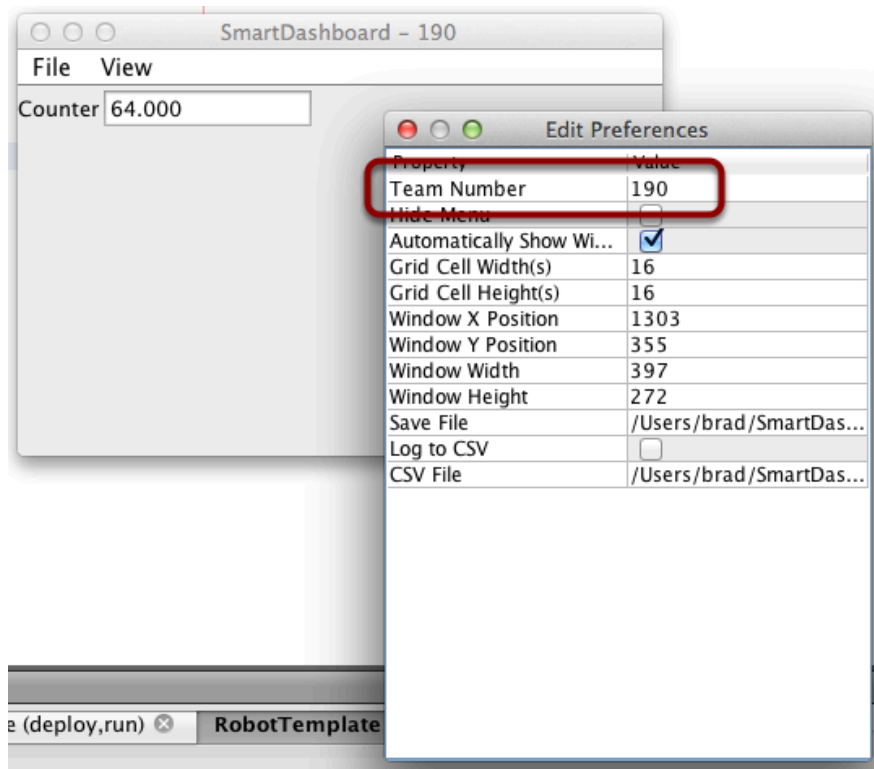 SmartDashboard – 190
File View
Counter 64.000
Edit Preferences
Property Value
Team Number 190
Hide Menu
Automatically Show Wi...
Grid Cell Width(s) 16
Grid Cell Height(s) 16
Window X Position 1303
Window Y Position 355
Window Width 397
Window Height 272
Save File /Users/brad/SmartDas...
Log to CSV
CSV File /Users/brad/SmartDas...
e (deploy,run) RobotTemplate